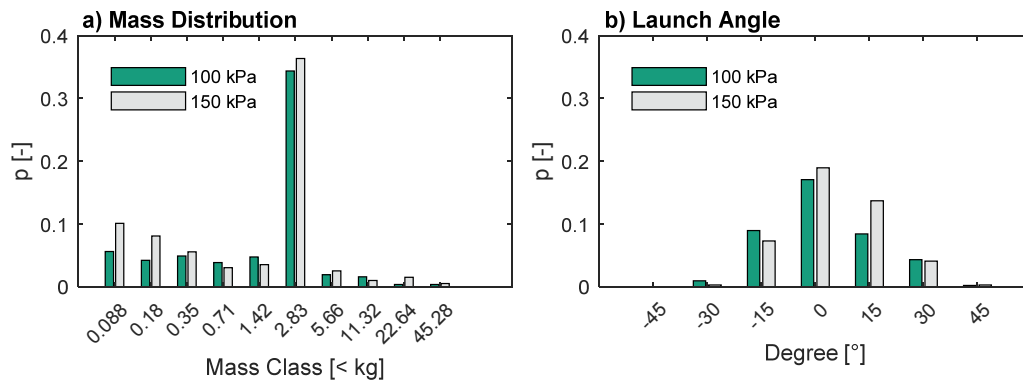 a) Mass Distribution
0.4
0.3
0.2
0.1
0
p [-]
100 kPa
150 kPa
0.088
0.18
0.35
0.71
1.42
2.83
5.66
11.32
22.64
45.28
Mass Class [< kg]
b) Launch Angle
0.4
0.3
0.2
0.1
0
p [-]
100 kPa
150 kPa
-45
-30
-15
0
15
30
45
Degree [°]